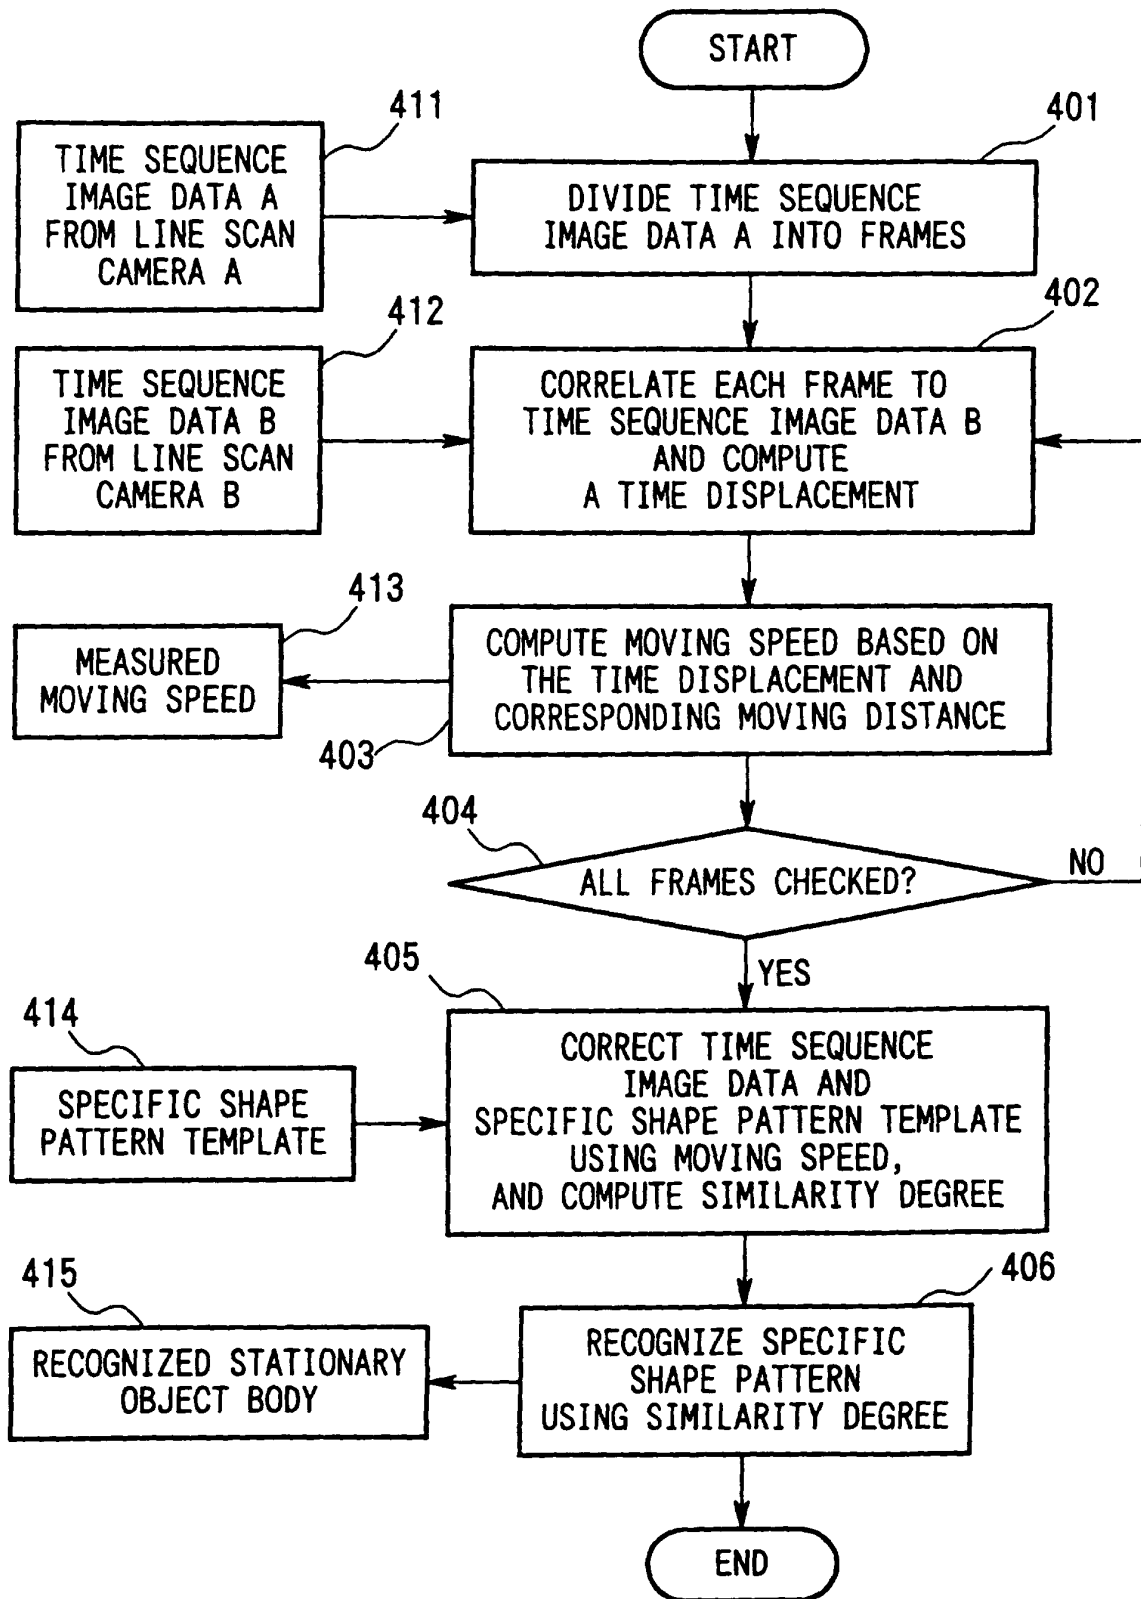 START
411
TIME SEQUENCE
IMAGE DATA A
FROM LINE SCAN
CAMERA A
401
DIVIDE TIME SEQUENCE
IMAGE DATA A INTO FRAMES
412
TIME SEQUENCE
IMAGE DATA B
FROM LINE SCAN
CAMERA B
402
CORRELATE EACH FRAME TO
TIME SEQUENCE IMAGE DATA B
AND COMPUTE
A TIME DISPLACEMENT
413
MEASURED
MOVING SPEED
COMPUTE MOVING SPEED BASED ON
THE TIME DISPLACEMENT AND
CORRESPONDING MOVING DISTANCE
403
404
ALL FRAMES CHECKED?
NO
YES
405
414
SPECIFIC SHAPE
PATTERN TEMPLATE
CORRECT TIME SEQUENCE
IMAGE DATA AND
SPECIFIC SHAPE PATTERN TEMPLATE
USING MOVING SPEED,
AND COMPUTE SIMILARITY DEGREE
415
RECOGNIZED STATIONARY
OBJECT BODY
406
RECOGNIZE SPECIFIC
SHAPE PATTERN
USING SIMILARITY DEGREE
END